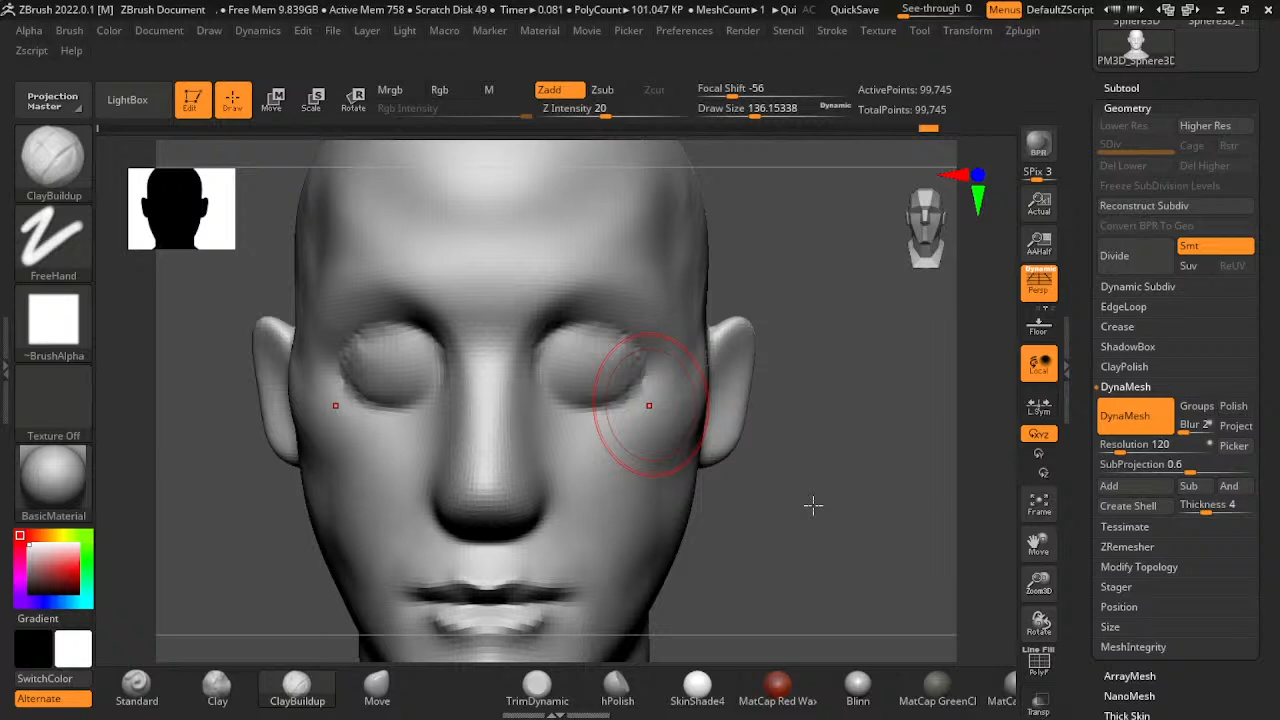 ZBrush 2022.0.1 [M] ZBrush Document . • Free Mem 9.839GB • Active Mem 758 • Scratch Disk 49 • Timer▸0.081 • PolyCount▸101.047 KP • MeshCount▸1 ▸Qui AC QuickSave See-through 0 Menus DefaultZScript
Alpha Brush Color Document Draw Dynamics Edit File Layer Light Macro Marker Material Movie Picker Preferences Render Stencil Stroke Texture Tool Transform Zplugin
Zscript Help
Sphere3D Sphere3D_1
PM3D_Sphere3D
Projection Master
LightBox
Edit Draw Move Scale Rotate
Mrgb Rgb M
Rgb Intensity
Zadd Zsub Zcut
Z Intensity 20
Focal Shift -56
Draw Size 136.15338 Dynamic
ActivePoints: 99,745
TotalPoints: 99,745
ClayBuildup
FreeHand
~BrushAlpha
Texture Off
BasicMaterial
Gradient
SwitchColor
Alternate
BPR
SPix 3
Actual
AAHalf
Dynamic
Persp
Floor
Local
L.Sym
XYZ
Frame
Move
Zoom3D
Rotate
Line Fill
PolyF
Transp
Subtool
Geometry
Lower Res Higher Res
SDiv Cage Rstr
Del Lower Del Higher
Freeze SubDivision Levels
Reconstruct Subdiv
Convert BPR To Geo
Divide Smt
Suv ReUV
Dynamic Subdiv
EdgeLoop
Crease
ShadowBox
ClayPolish
DynaMesh
DynaMesh Groups Polish
Blur 2 Project
Resolution 120 Picker
SubProjection 0.6
Add Sub And
Create Shell Thickness 4
Tessimate
ZRemesher
Modify Topology
Stager
Position
Size
MeshIntegrity
ArrayMesh
NanoMesh
Thick Skin
Standard Clay ClayBuildup Move TrimDynamic hPolish SkinShade4 MatCap Red Wax Blinn MatCap GreenCl MatCa